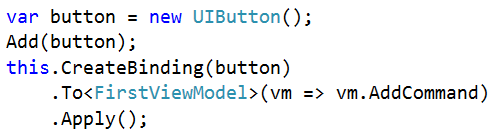 var button = new UIButton();
Add(button);
this.CreateBinding(button)
    .To<FirstViewModel>(vm => vm.AddCommand)
    .Apply();